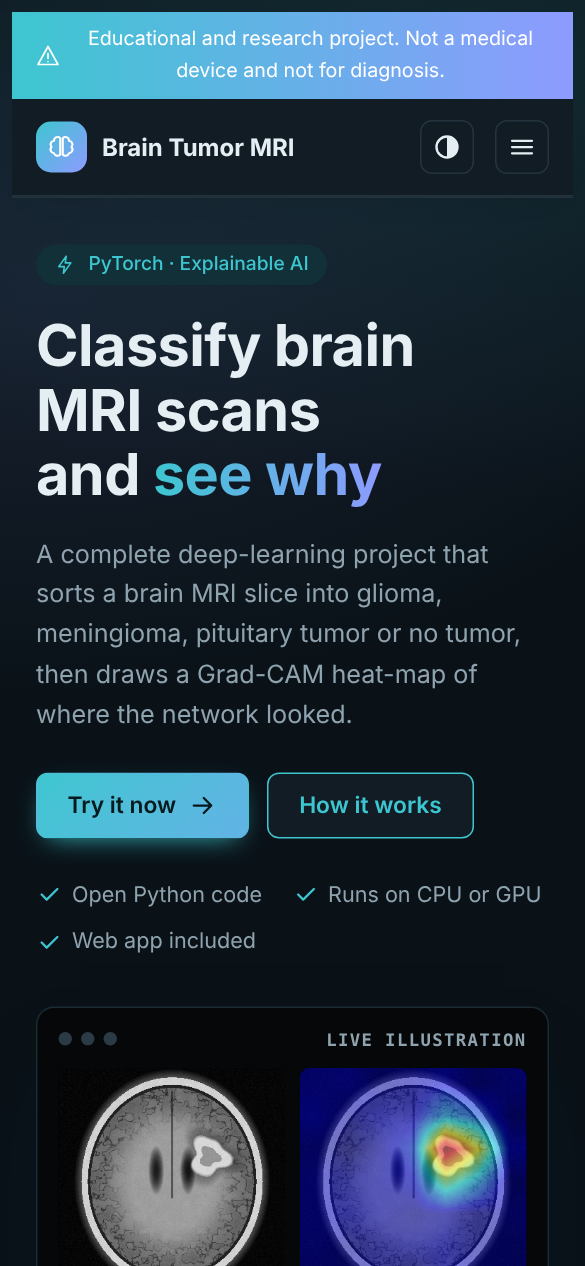 Educational and research project. Not a medical
device and not for diagnosis.
Brain Tumor MRI
PyTorch · Explainable AI
Classify brain
MRI scans
and see why
A complete deep-learning project that
sorts a brain MRI slice into glioma,
meningioma, pituitary tumor or no tumor,
then draws a Grad-CAM heat-map of
where the network looked.
Try it now
How it works
Open Python code
Runs on CPU or GPU
Web app included
LIVE ILLUSTRATION